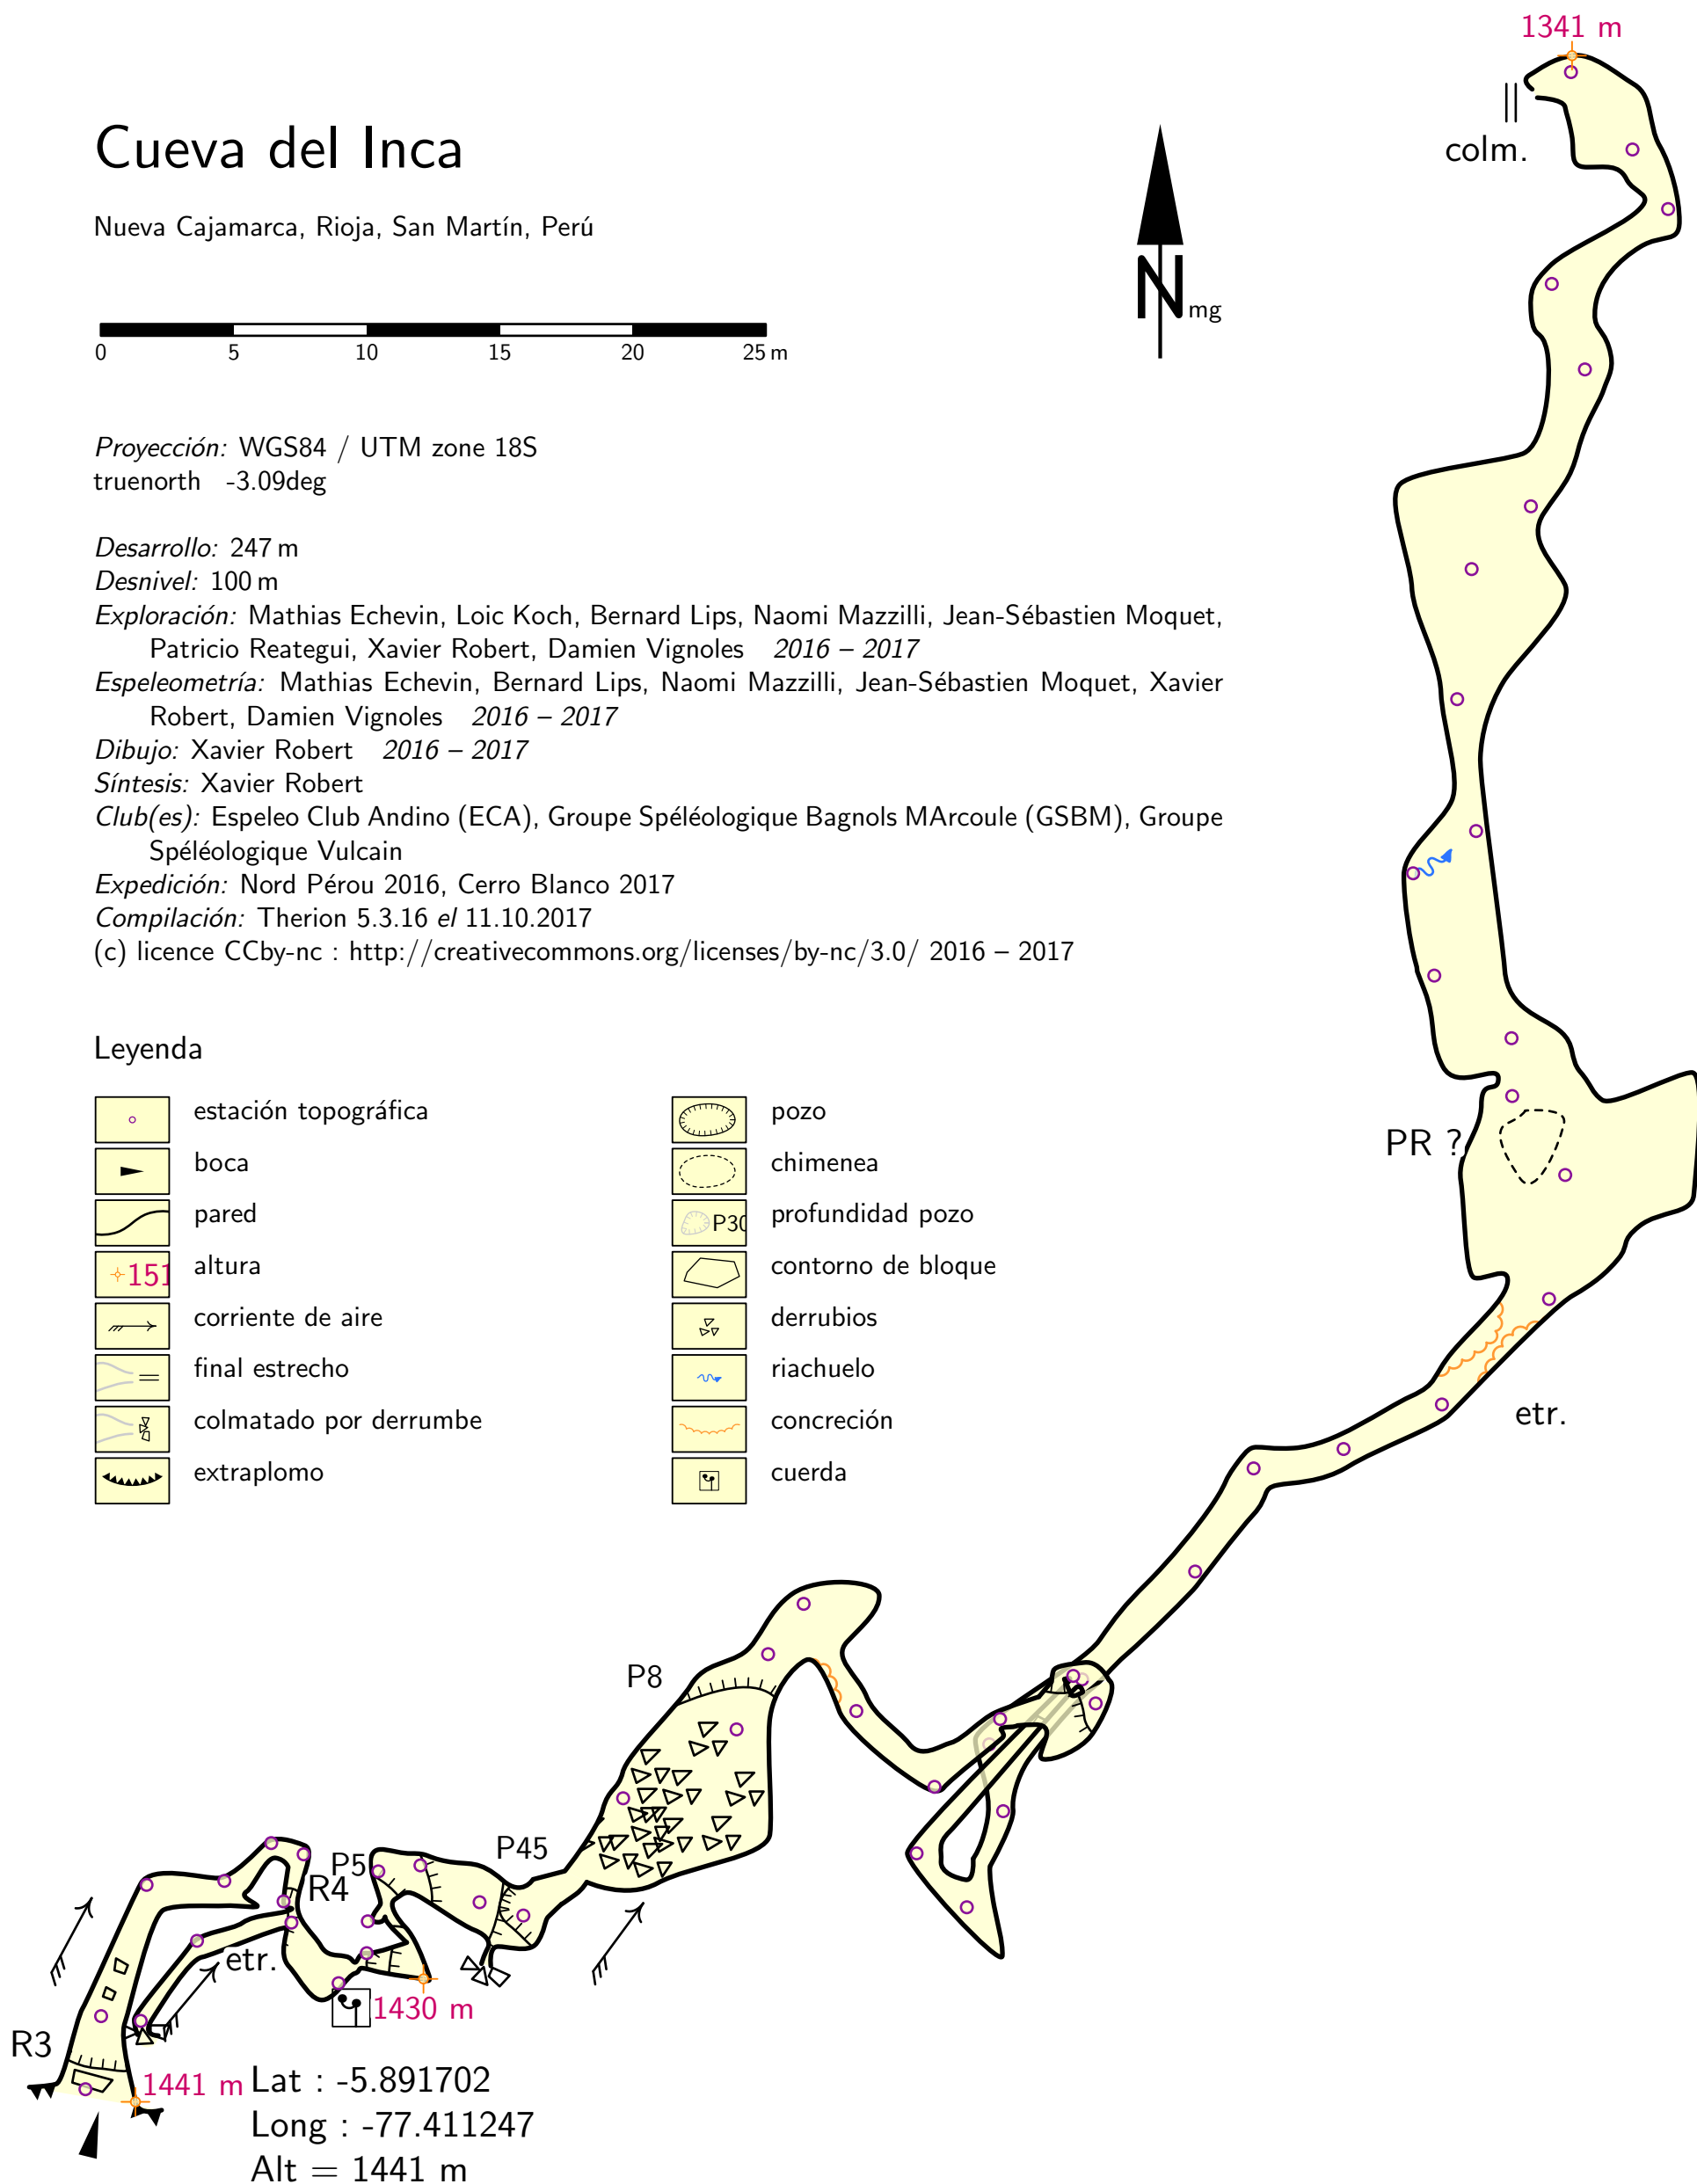 1341 m
colm.
Cueva del Inca
Nueva Cajamarca, Rioja, San Martín, Perú
N mg
0 5 10 15 20 25 m
Proyección: WGS84 / UTM zone 18S
truenorth -3.09deg
Desarrollo: 247 m
Desnivel: 100 m
Exploración: Mathias Echevin, Loic Koch, Bernard Lips, Naomi Mazzilli, Jean-Sébastien Moquet,
Patricio Reategui, Xavier Robert, Damien Vignoles 2016 – 2017
Espeleometría: Mathias Echevin, Bernard Lips, Naomi Mazzilli, Jean-Sébastien Moquet, Xavier
Robert, Damien Vignoles 2016 – 2017
Dibujo: Xavier Robert 2016 – 2017
Síntesis: Xavier Robert
Club(es): Espeleo Club Andino (ECA), Groupe Spéléologique Bagnols MArcoule (GSBM), Groupe
Spéléologique Vulcain
Expedición: Nord Pérou 2016, Cerro Blanco 2017
Compilación: Therion 5.3.16 el 11.10.2017
(c) licence CCby-nc : http://creativecommons.org/licenses/by-nc/3.0/ 2016 – 2017
Leyenda
estación topográfica
boca
pared
151
altura
corriente de aire
final estrecho
colmatado por derrumbe
extraplomo
pozo
chimenea
P30
profundidad pozo
contorno de bloque
derrubios
riachuelo
concreción
cuerda
PR ?
etr.
P8
P45
P5
R4
etr.
1430 m
R3
1441 m
Lat : -5.891702
Long : -77.411247
Alt = 1441 m